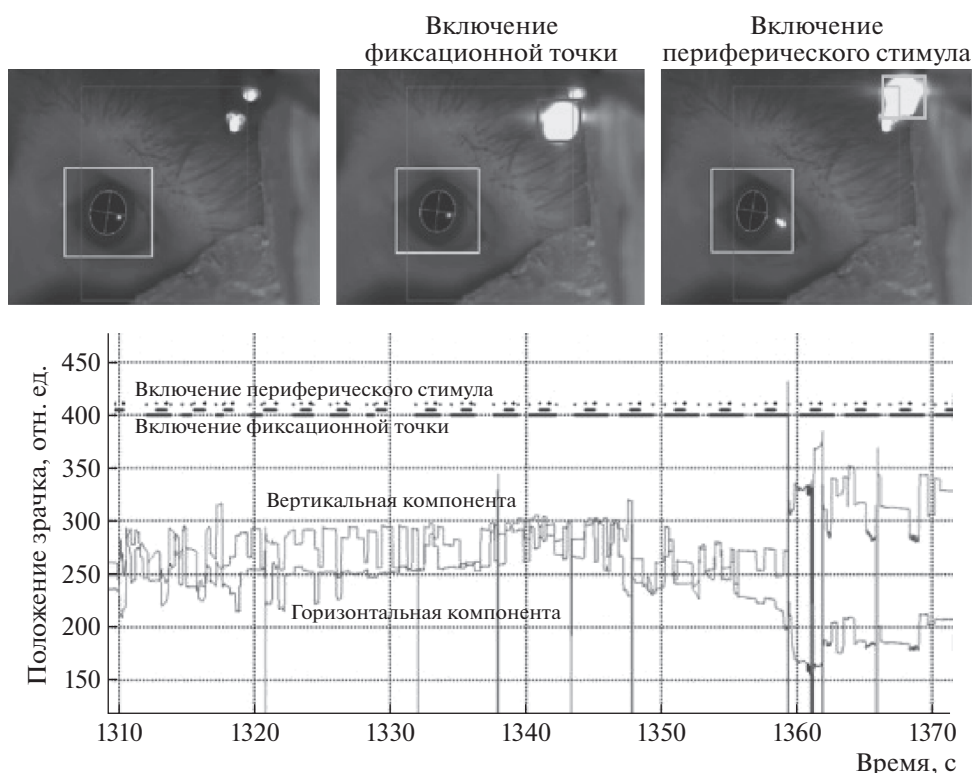 Включение
фиксационной точки
Включение
периферического стимула
Положение зрачка, отн. ед.
450
400
350
300
250
200
150
Включение периферического стимула
Включение фиксационной точки
Вертикальная компонента
Горизонтальная компонента
1310 1320 1330 1340 1350 1360 1370
Время, с